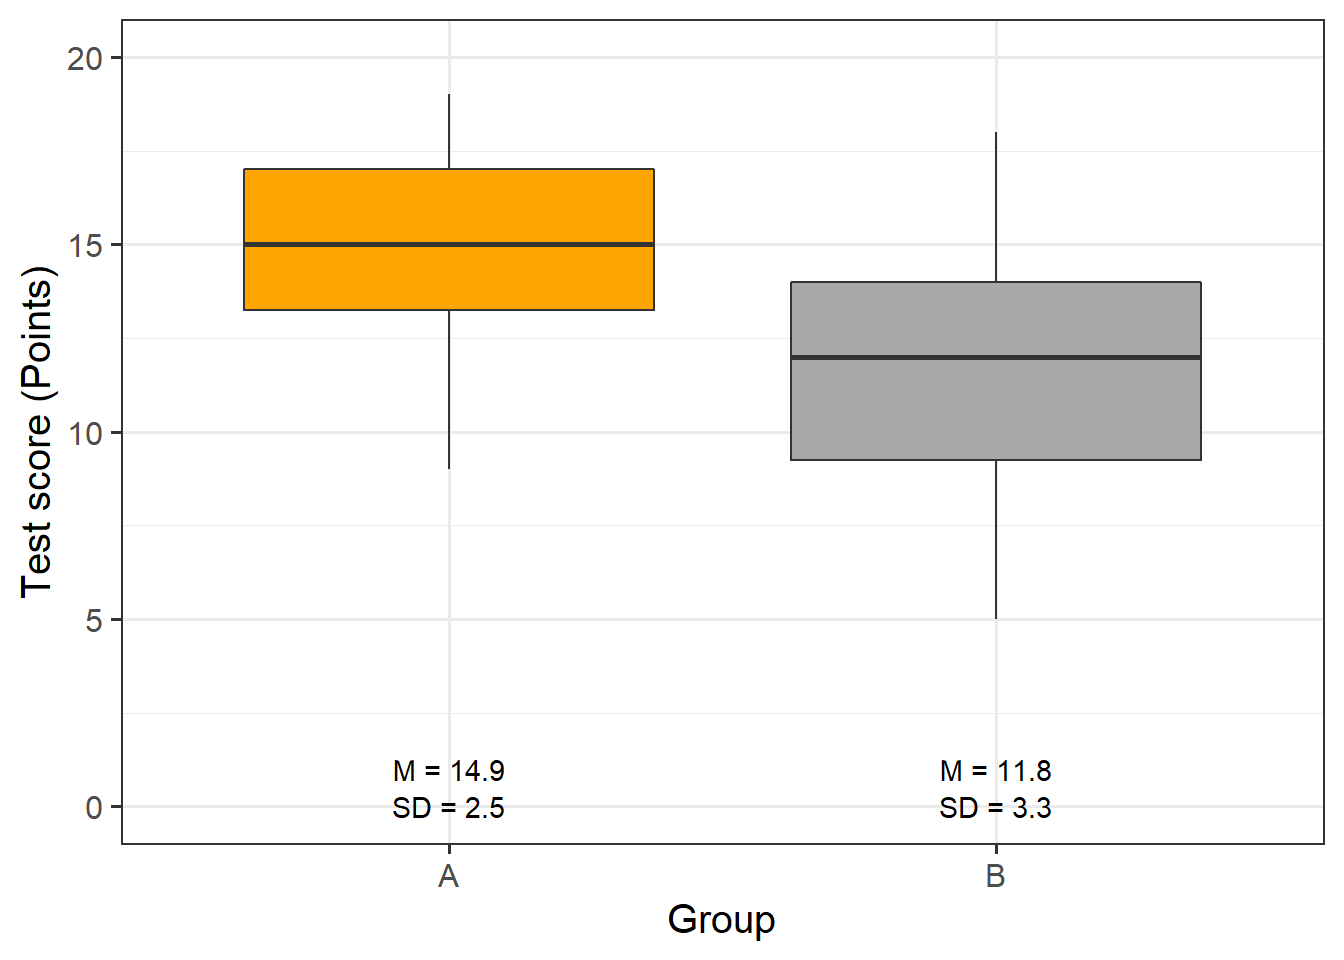 Test score (Points)
20
15
10
5
0
M = 14.9
SD = 2.5
M = 11.8
SD = 3.3
A
B
Group